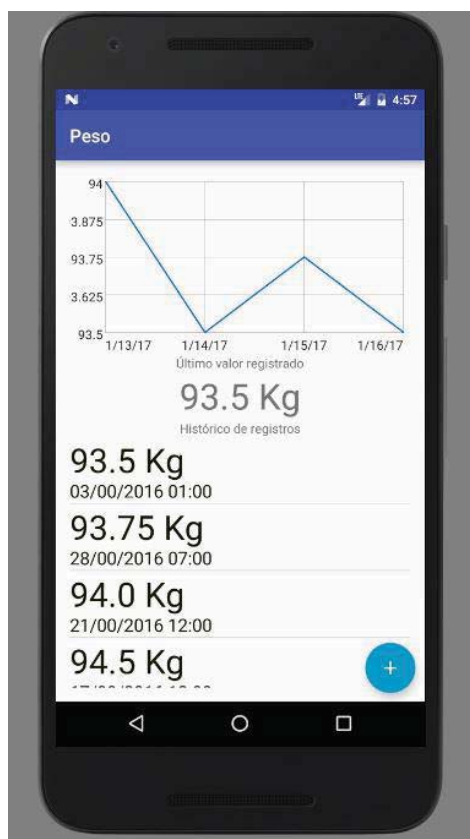 LTE 4:57
Peso
94
3.875
93.75
3.625
93.5
1/13/17 1/14/17 1/15/17 1/16/17
Último valor registrado
93.5 Kg
Histórico de registros
93.5 Kg
03/00/2016 01:00
93.75 Kg
28/00/2016 07:00
94.0 Kg
21/00/2016 12:00
94.5 Kg
+